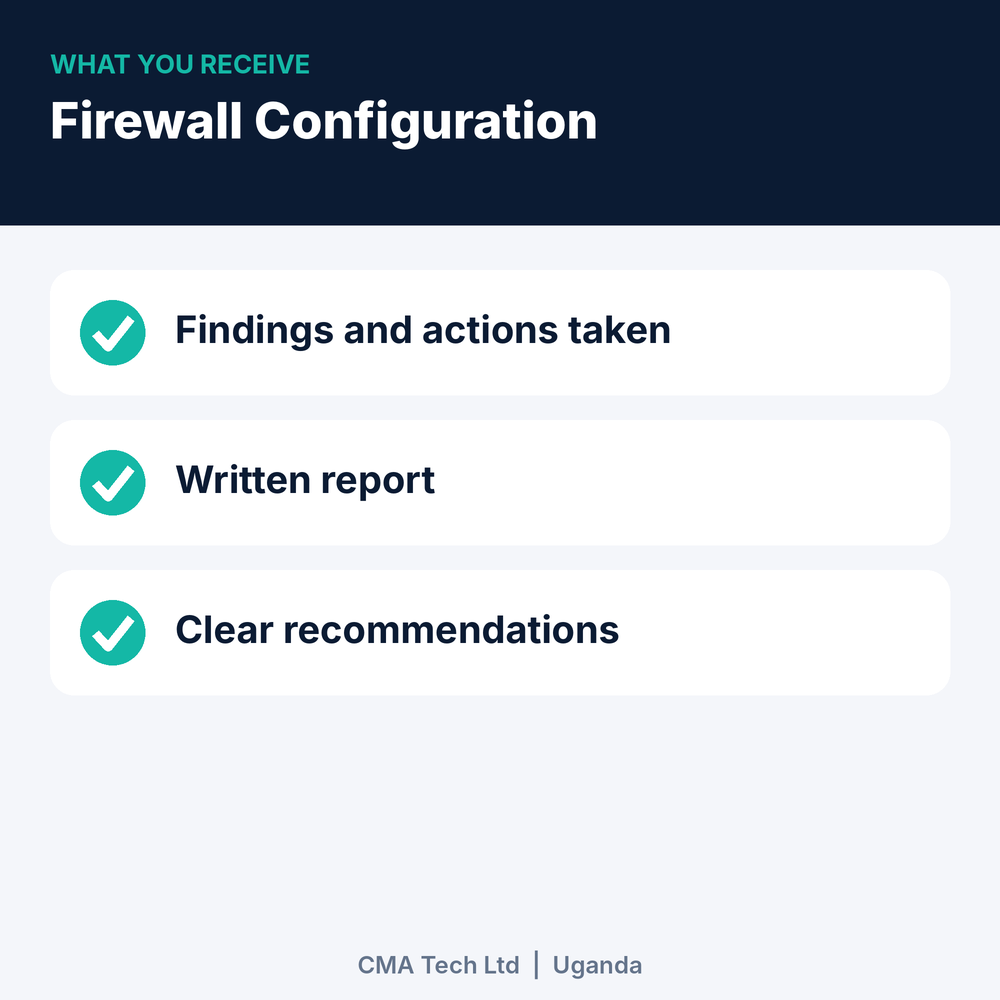 WHAT YOU RECEIVE
Firewall Configuration
Findings and actions taken
Written report
Clear recommendations
CMA Tech Ltd | Uganda